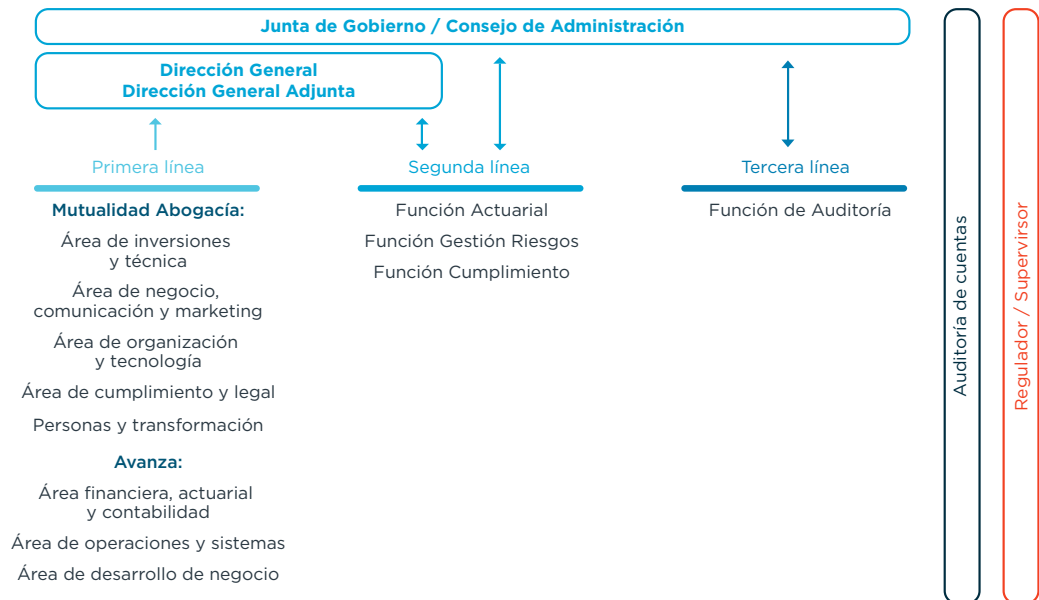 Junta de Gobierno / Consejo de Administración
Dirección General
Dirección General Adjunta
Primera línea
Mutualidad Abogacía:
Área de inversiones
y técnica
Área de negocio,
comunicación y marketing
Área de organización
y tecnología
Área de cumplimiento y legal
Personas y transformación
Avanza:
Área financiera, actuarial
y contabilidad
Área de operaciones y sistemas
Área de desarrollo de negocio
Segunda línea
Función Actuarial
Función Gestión Riesgos
Función Cumplimiento
Tercera línea
Función de Auditoría
Auditoría de cuentas
Regulador / Supervirsor